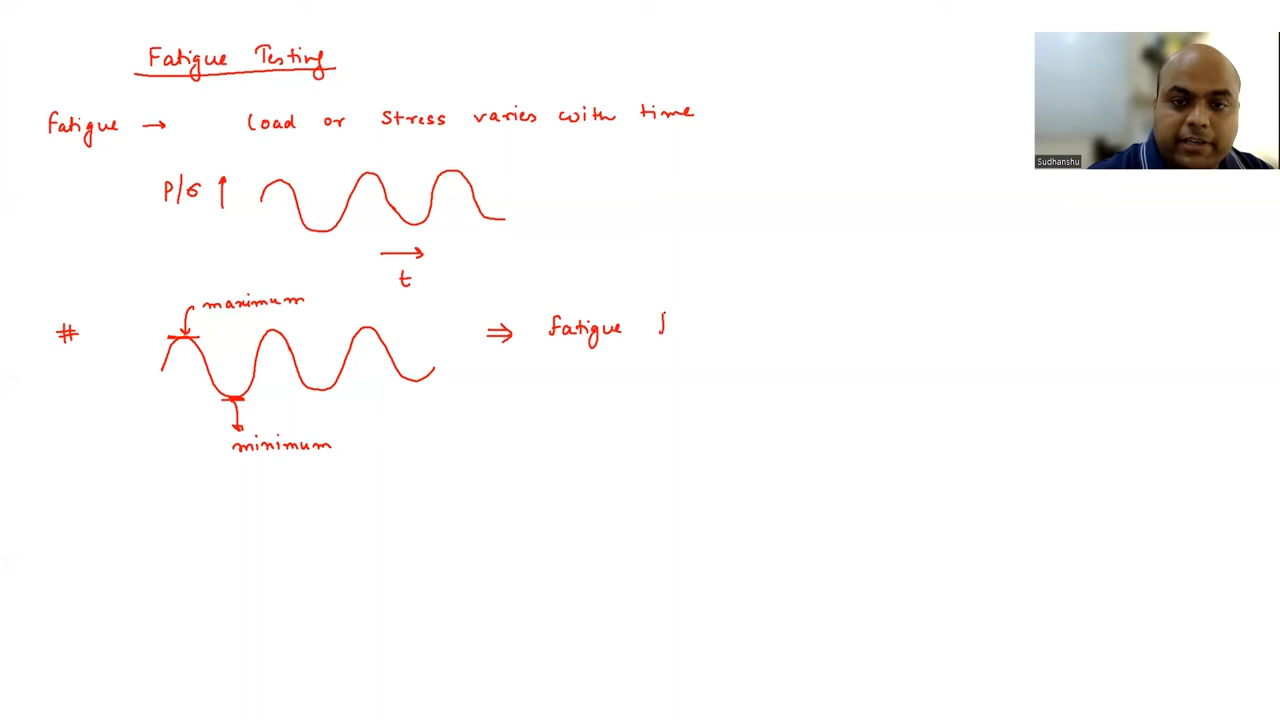 Fatigue Testing
Sudhanshu
fatigue → load or stress varies with time
P/σ ↑
t
maximum
# ⇒ fatigue f
minimum